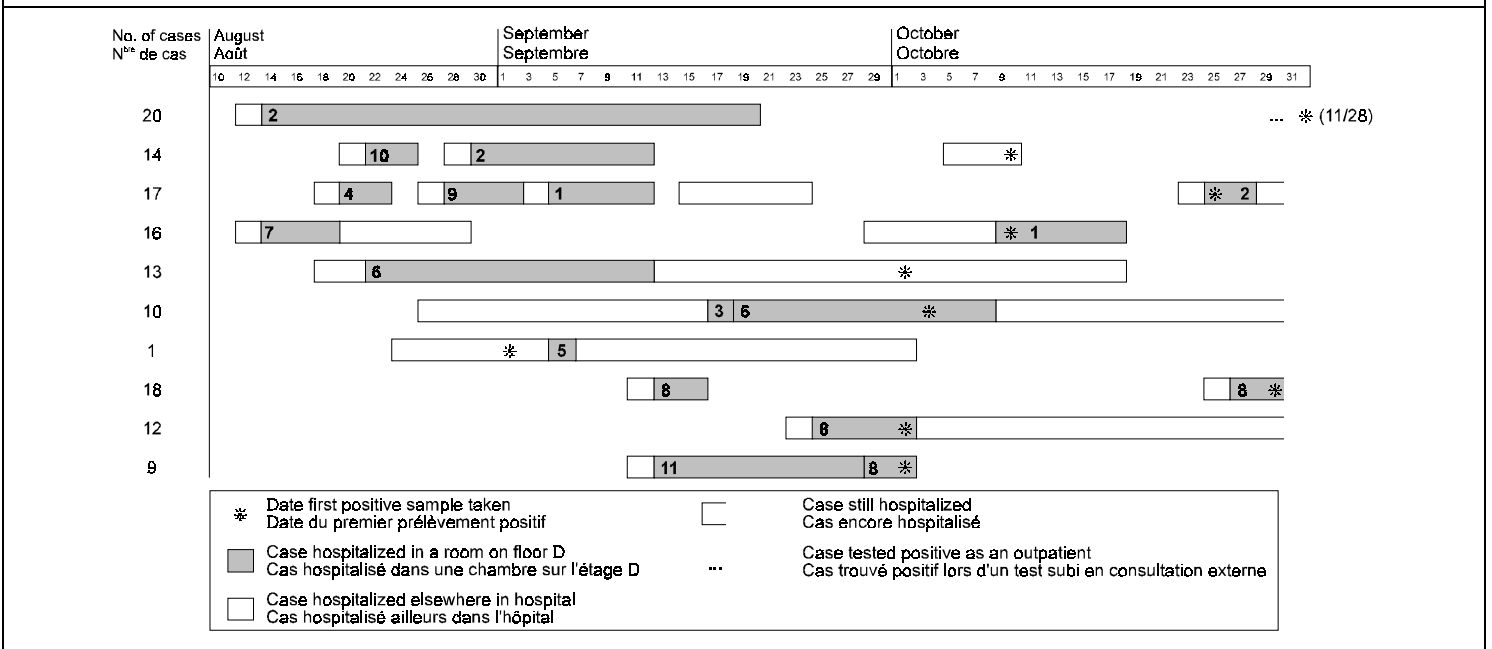 No. of cases August September October
Nbre de cas Août Septembre Octobre
10 12 14 16 18 20 22 24 26 28 30 1 3 5 7 9 11 13 15 17 19 21 23 25 27 29 1 3 5 7 9 11 13 15 17 19 21 23 25 27 29 31
20 2 ... ✳ (11/28)
14 10 2 ✳
17 4 9 1 ✳ 2
16 7 ✳ 1
13 6 ✳
10 3 6 ✳
1 ✳ 5
18 8 8 ✳
12 8 ✳
9 11 8 ✳
✳ Date first positive sample taken
Date du premier prélèvement positif
Case still hospitalized
Cas encore hospitalisé
Case hospitalized in a room on floor D
Cas hospitalisé dans une chambre sur l'étage D
... Case tested positive as an outpatient
Cas trouvé positif lors d'un test subi en consultation externe
Case hospitalized elsewhere in hospital
Cas hospitalisé ailleurs dans l'hôpital